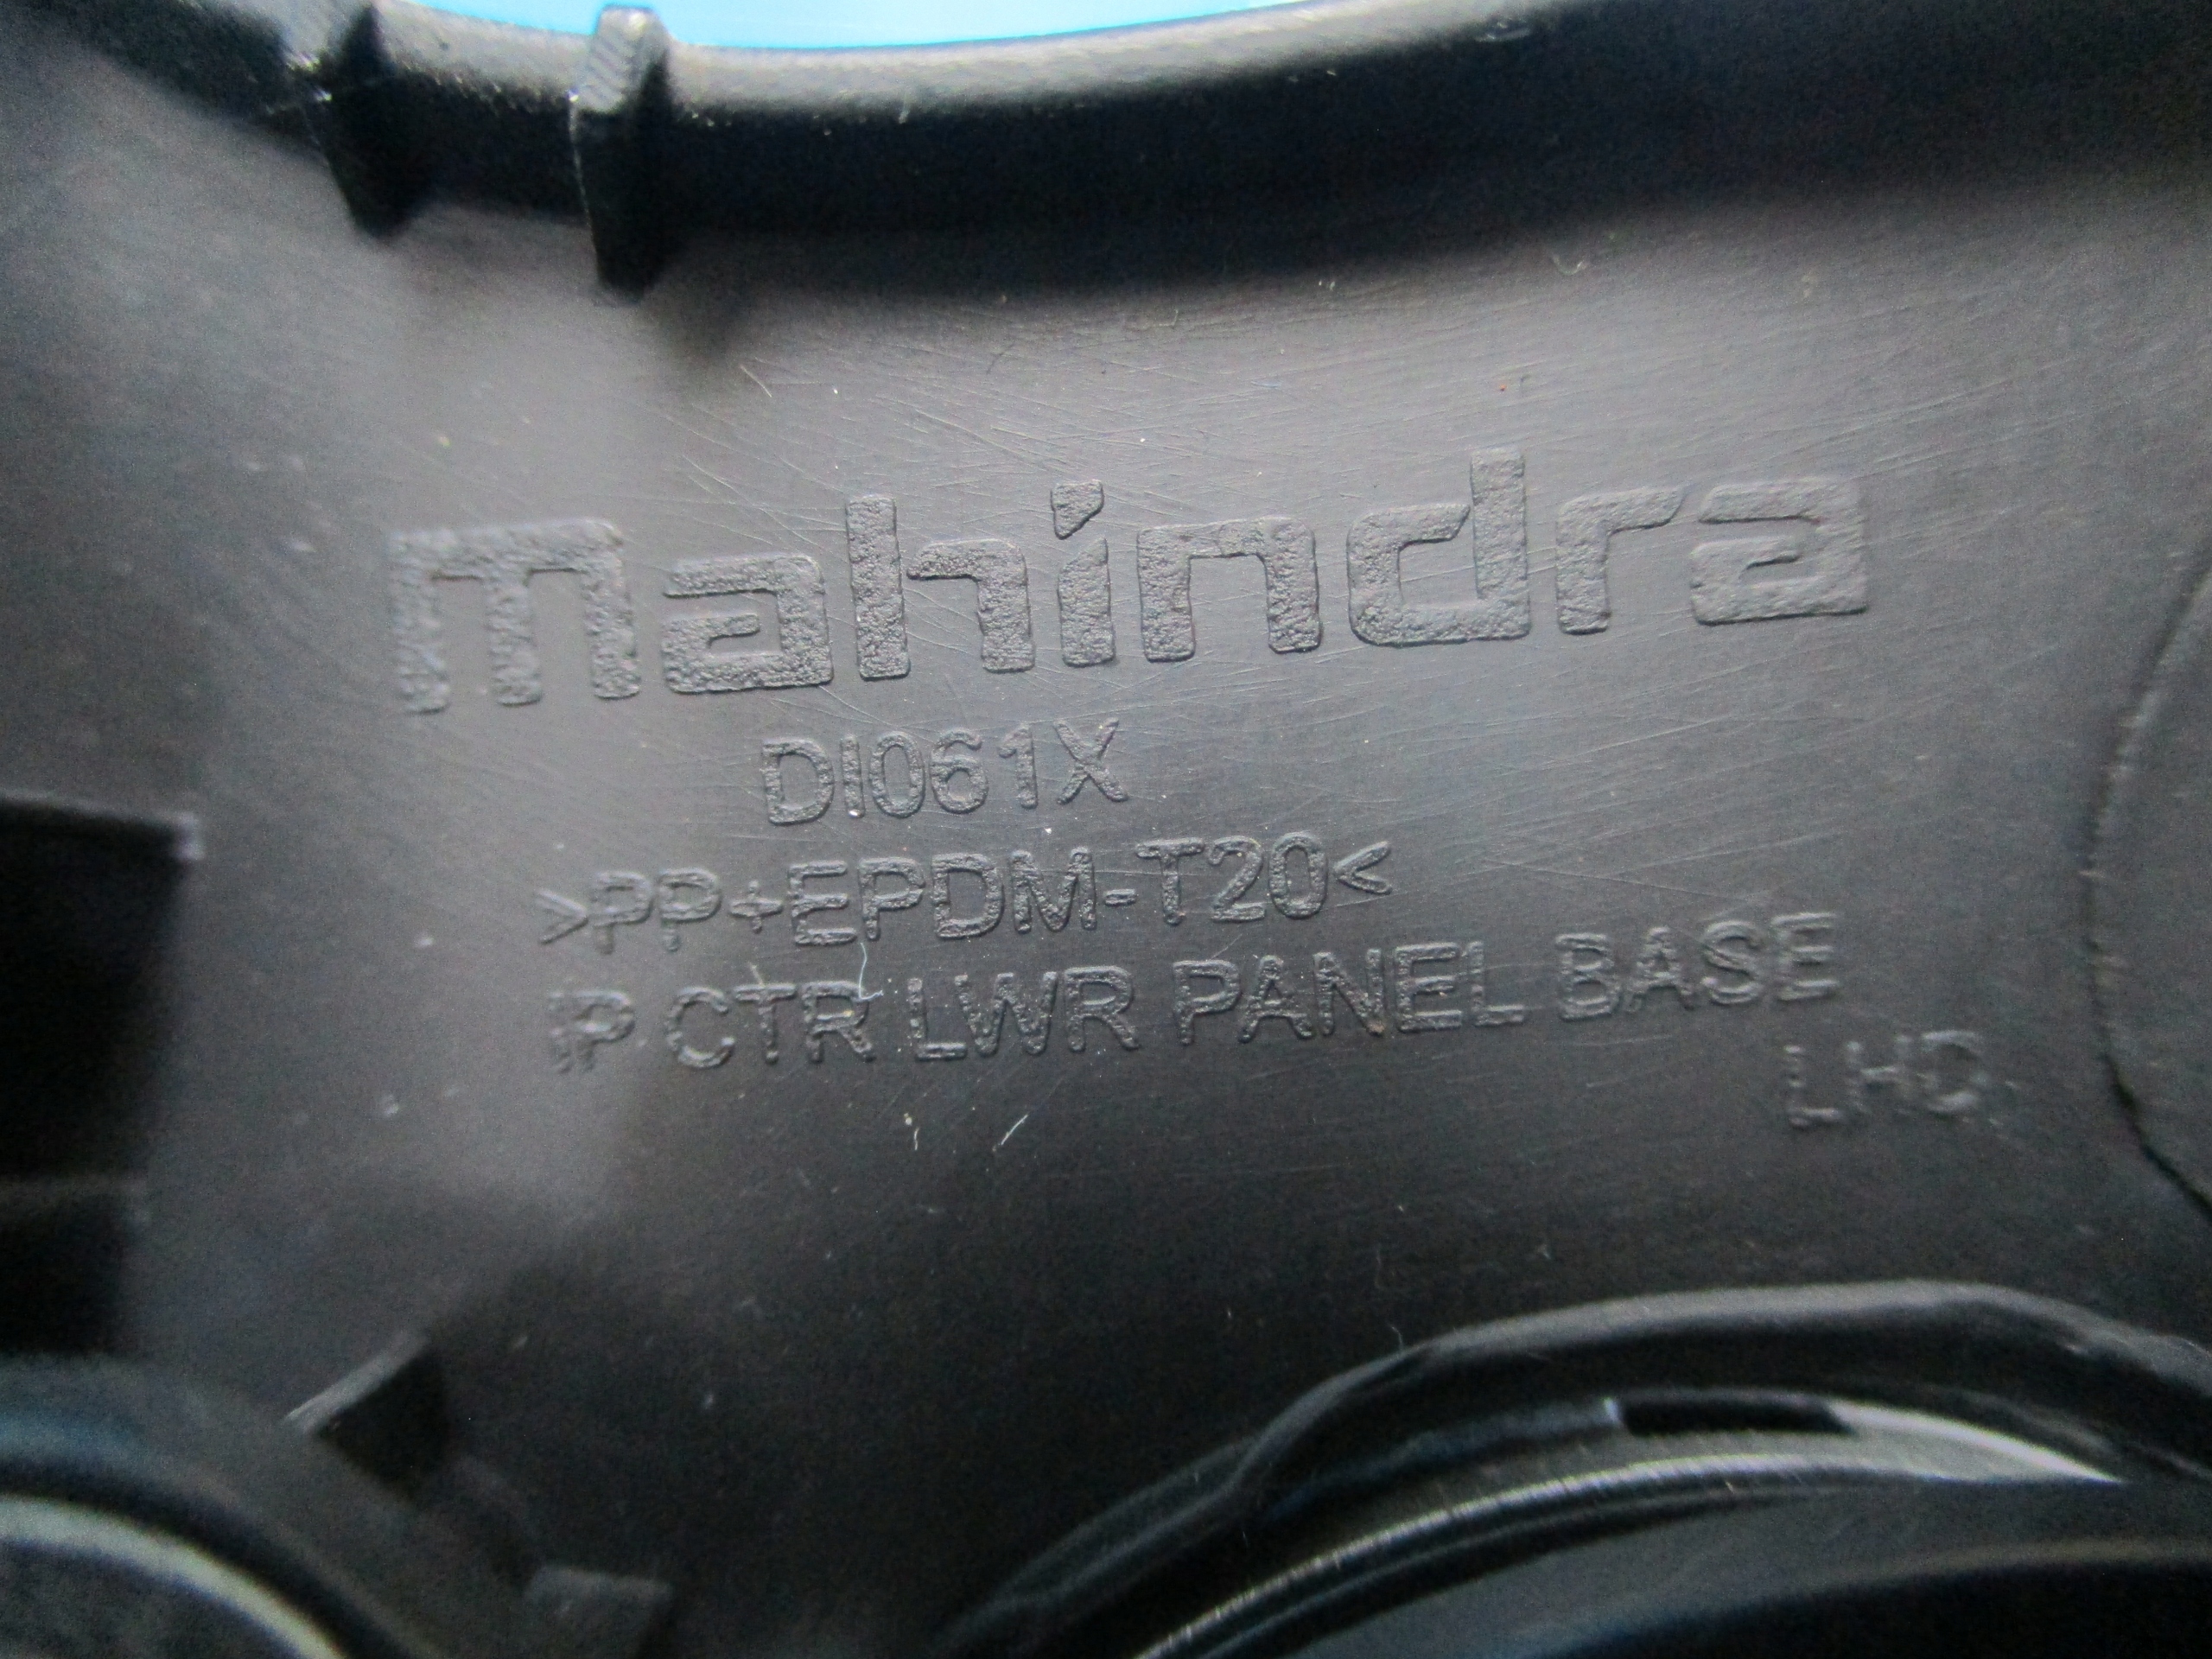 mahindra
DI061X
>PP+EPDM-T20<
IP CTR LWR PANEL BASE
LHD